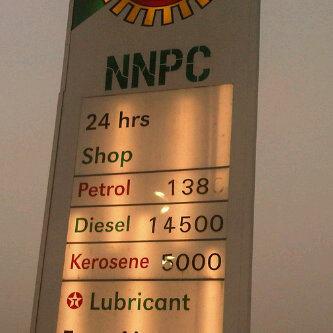 NNPC
24 hrs
Shop
Petrol 138
Diesel 14500
Kerosene 5000
Lubricant